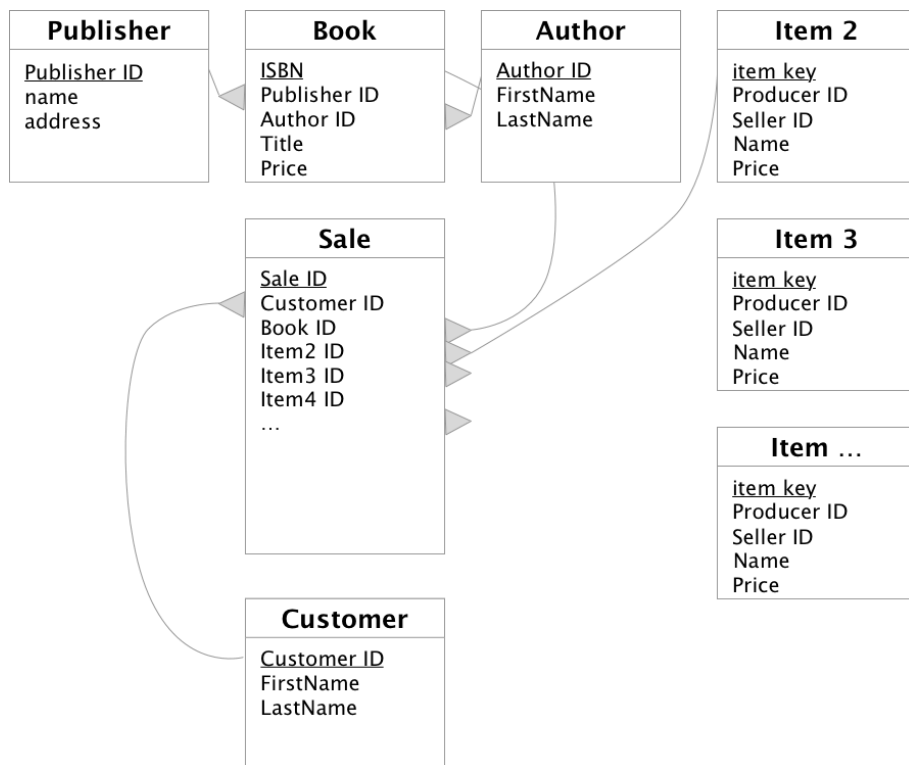 Publisher
Publisher ID
name
address
Book
ISBN
Publisher ID
Author ID
Title
Price
Author
Author ID
FirstName
LastName
Item 2
item key
Producer ID
Seller ID
Name
Price
Sale
Sale ID
Customer ID
Book ID
Item2 ID
Item3 ID
Item4 ID
...
Item 3
item key
Producer ID
Seller ID
Name
Price
Item ...
item key
Producer ID
Seller ID
Name
Price
Customer
Customer ID
FirstName
LastName